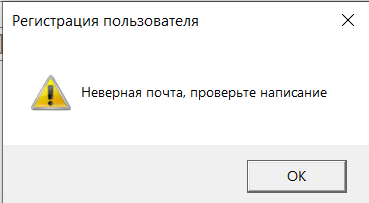 Регистрация пользователя
Неверная почта, проверьте написание
OK